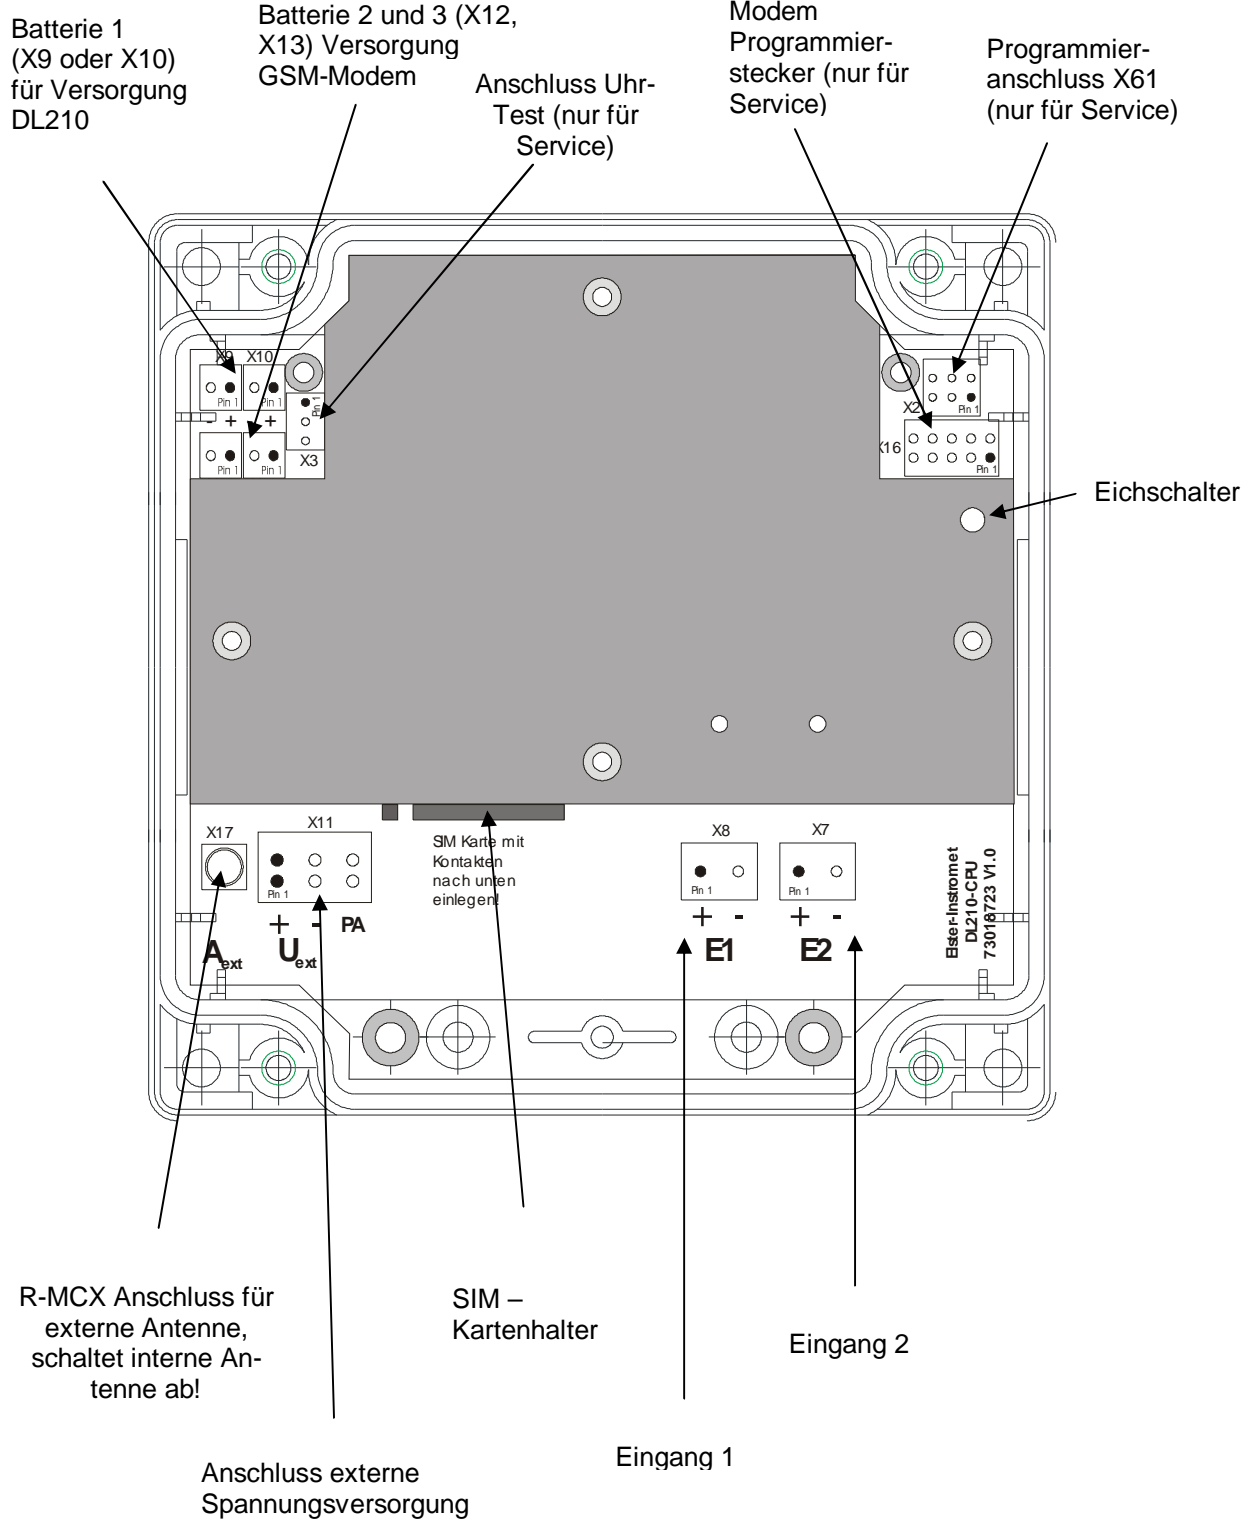 Batterie 1
(X9 oder X10)
für Versorgung
DL210
Batterie 2 und 3 (X12,
X13) Versorgung
GSM-Modem
Anschluss Uhr-
Test (nur für
Service)
Modem
Programmier-
stecker (nur für
Service)
Programmier-
anschluss X61
(nur für Service)
X9 X10
Pin 1 Pin 1
- + +
Pin 1 Pin 1
Pin 1
X3
X2
Pin 1
X16
Pin 1
Eichschalter
X17
X11
Pin 1
+ - PA
A ext
U ext
SIM Karte mit
Kontakten
nach unten
einlegen!
X8
Pin 1
+ -
E1
X7
Pin 1
+ -
E2
Elster-Instromet
DL210-CPU
73018723 V1.0
R-MCX Anschluss für
externe Antenne,
schaltet interne An-
tenne ab!
SIM –
Kartenhalter
Eingang 2
Eingang 1
Anschluss externe
Spannungsversorgung